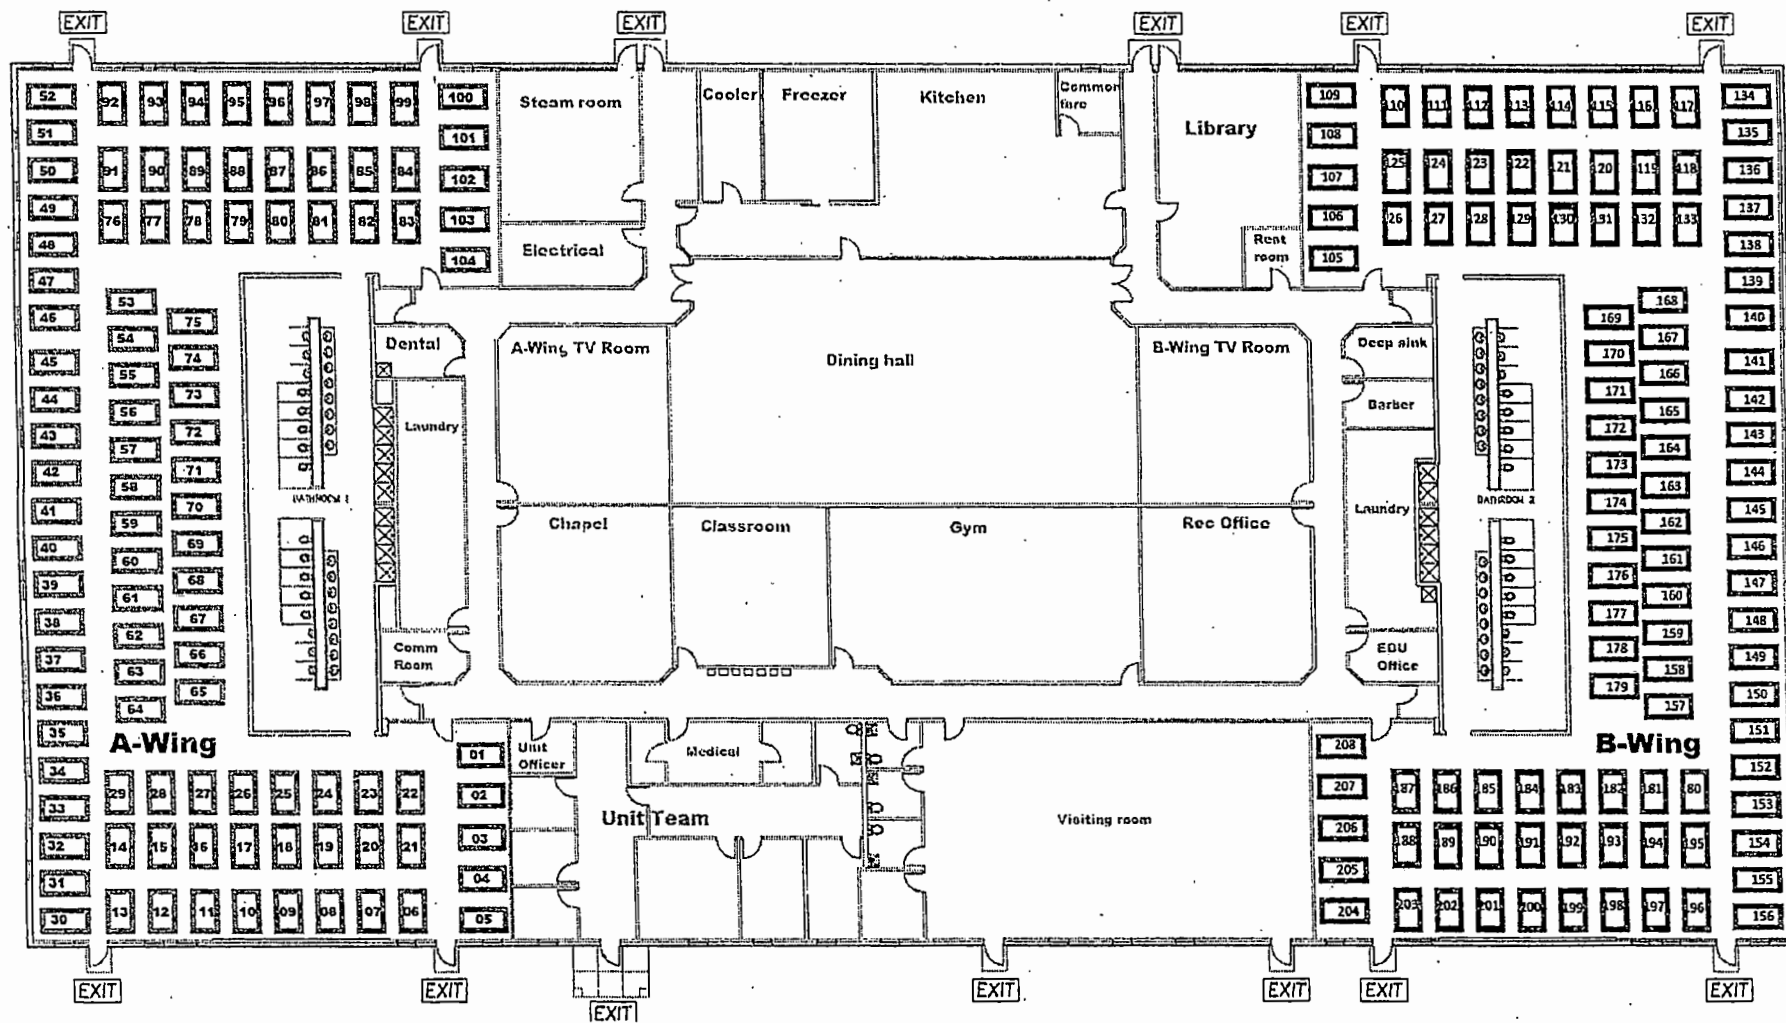 EXIT EXIT EXIT EXIT EXIT EXIT
52 92 93 94 95 96 97 98 99 100
51 101
50 91 90 89 88 87 86 85 84 102
49 76 77 78 79 80 81 82 83 103
48 104
47
46
45
44
43
42
41
40
39
38
37
36
35
34
33
32
31
30
53
54
55
56
57
58
59
60
61
62
63
64
75
74
73
72
71
70
69
68
67
66
65
A-Wing
29 28 27 26 25 24 23 22
14 15 16 17 18 19 20 21
13 12 11 10 09 08 07 06
01
02
03
04
05
BATHROOM 1
Steam room
Electrical
Cooler
Freezer
Kitchen
Common
fare
Library
Rent
room
Dental
Laundry
Comm
Room
A-Wing TV Room
Dining hall
B-Wing TV Room
Chapel
Classroom
Gym
Rec Office
Deep sink
Barber
Laundry
EDU
Office
Unit
Officer
Medical
Unit Team
Visiting room
109 110 111 112 113 114 115 116 117 134
108 135
107 125 124 123 122 121 120 119 118 136
106 126 127 128 129 130 131 132 133 137
105 138
139
140
141
142
143
144
145
146
147
148
149
150
151
152
153
154
155
156
BATHROOM 2
169
170
171
172
173
174
175
176
177
178
179
168
167
166
165
164
163
162
161
160
159
158
157
B-Wing
208
207
206
205
204
187 186 185 184 183 182 181 180
188 189 190 191 192 193 194 195
203 202 201 200 199 198 197 196
EXIT EXIT EXIT EXIT EXIT EXIT EXIT